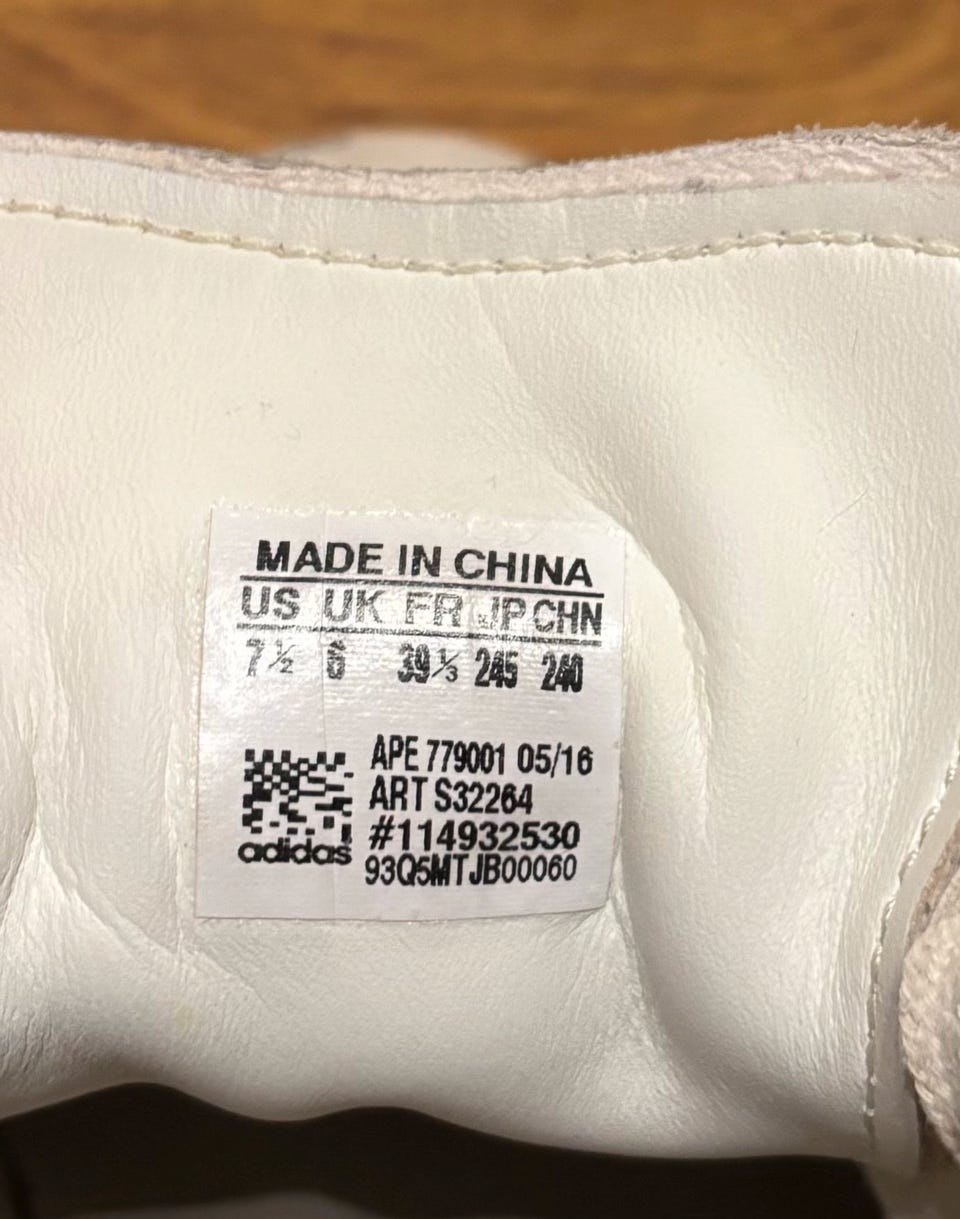 MADE IN CHINA
US UK FR JP CHN
7½ 6 39⅓ 245 240
APE 779001 05/16
ART S32264
#114932530
93Q5MTJB00060
adidas